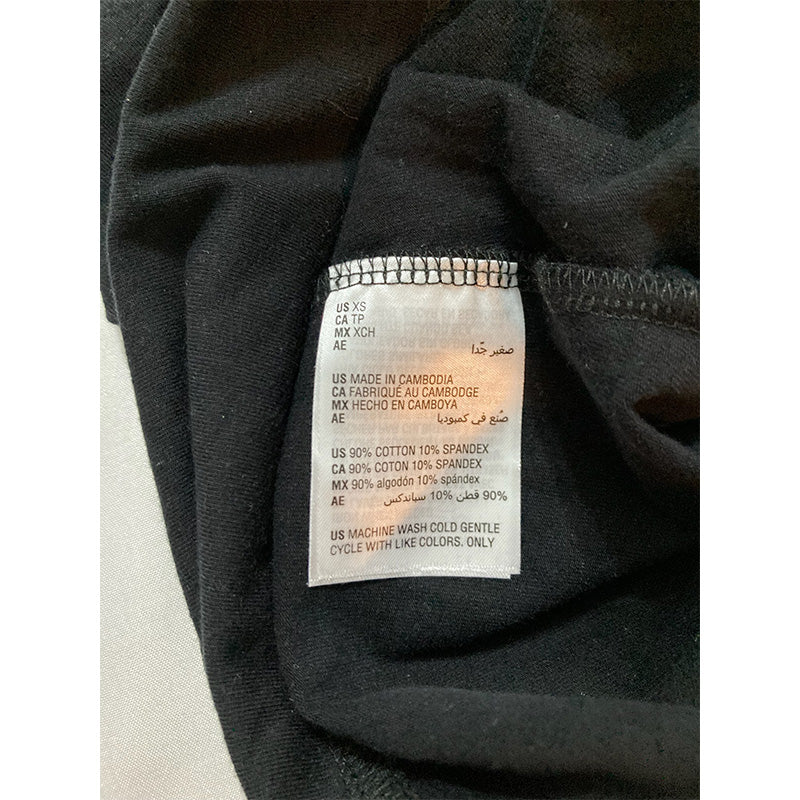 US XS
CA TP
MX XCH
AE صغير جّدا
US MADE IN CAMBODIA
CA FABRIQUÉ AU CAMBODGE
MX HECHO EN CAMBOYA
AE صُنع في كمبوديا
US 90% COTTON 10% SPANDEX
CA 90% COTON 10% SPANDEX
MX 90% algodón 10% spándex
AE 90% قطن 10% سباندكس
US MACHINE WASH COLD GENTLE
CYCLE WITH LIKE COLORS. ONLY